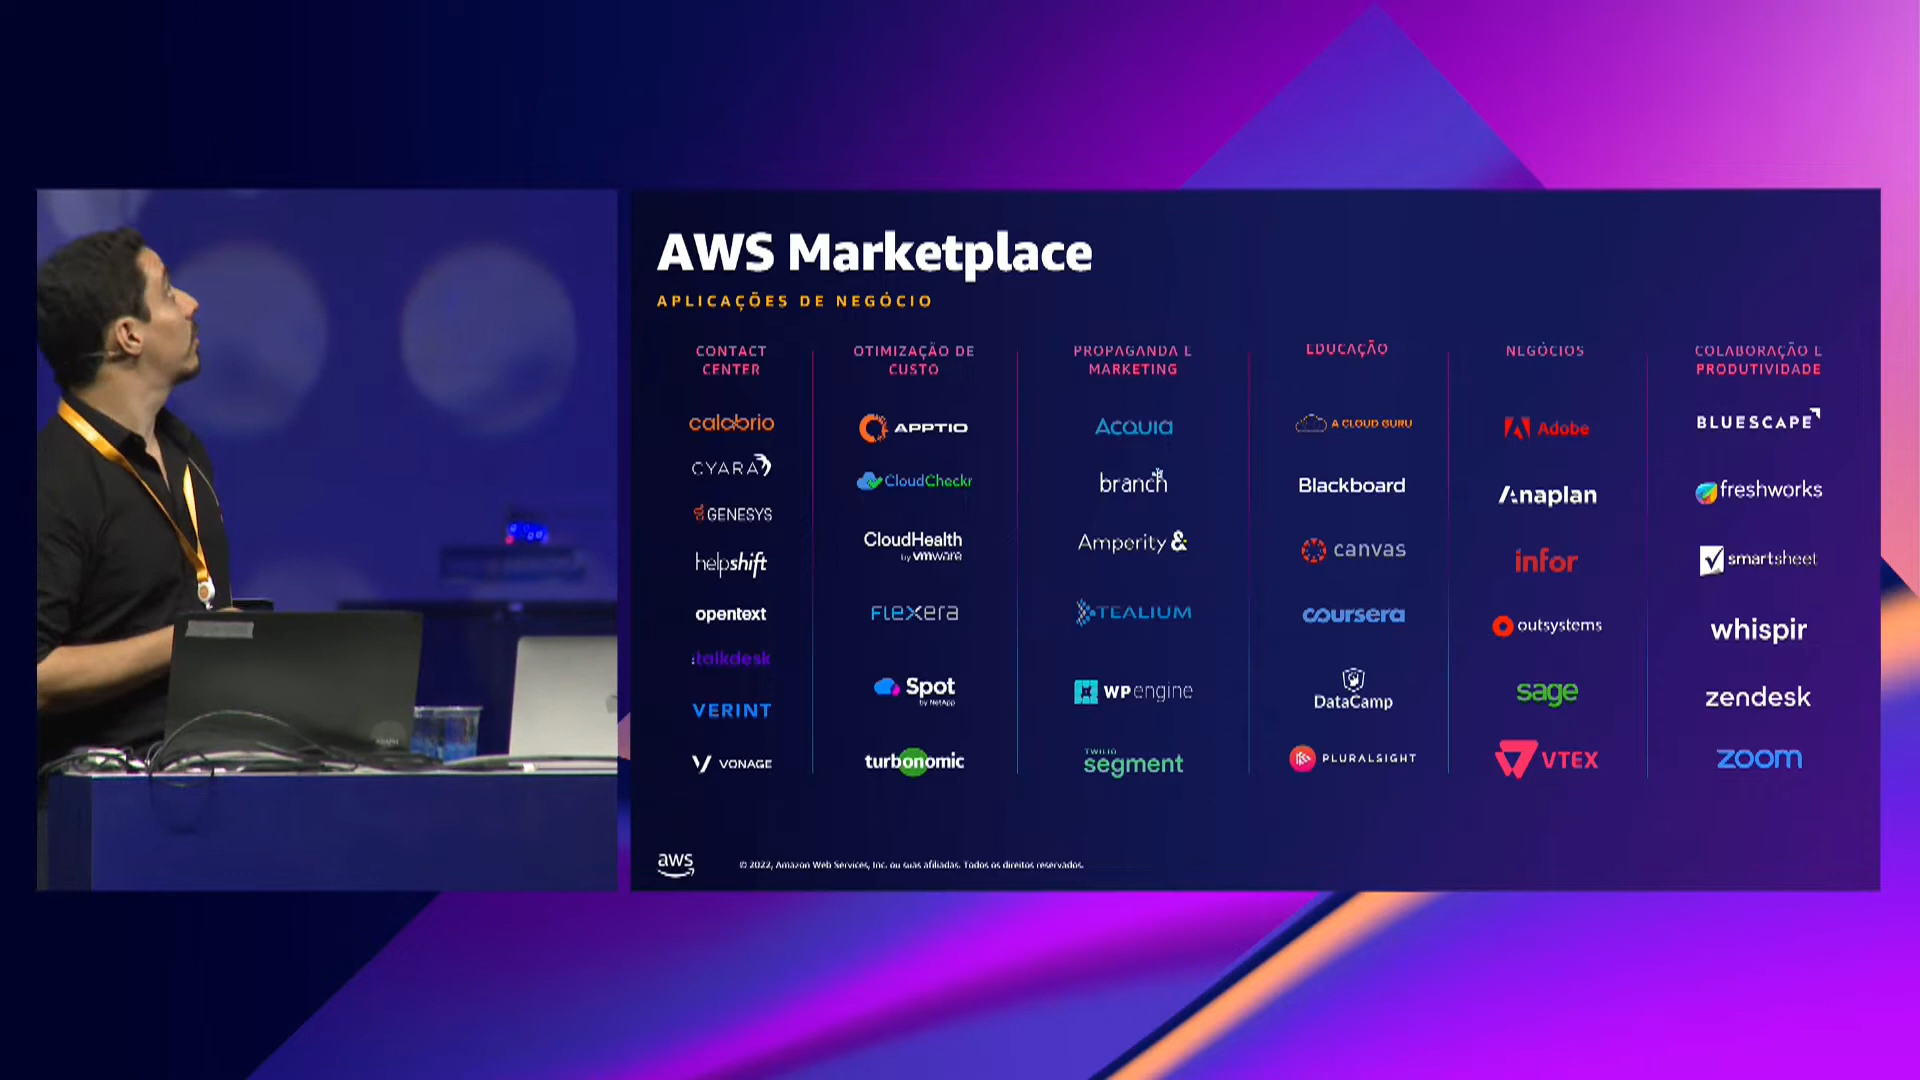 AWS Marketplace
APLICAÇÕES DE NEGÓCIO
CONTACT
CENTER
calabrio
CYARA
GENESYS
helpshift
opentext
:talkdesk
VERINT
VONAGE
OTIMIZAÇÃO DE
CUSTO
APPTIO
CloudCheckr
CloudHealth
by vmware
FLEXERA
Spot
by NetApp
turbonomic
PROPAGANDA E
MARKETING
ACQUIA
branch
Amperity &
TEALIUM
WP engine
TWILIO
segment
EDUCAÇÃO
A CLOUD GURU
Blackboard
canvas
coursera
DataCamp
PLURALSIGHT
NEGÓCIOS
Adobe
Anaplan
infor
outsystems
sage
VTEX
COLABORAÇÃO E
PRODUTIVIDADE
BLUESCAPE
freshworks
smartsheet
whispir
zendesk
zoom
aws
© 2022, Amazon Web Services, Inc. ou suas afiliadas. Todos os direitos reservados.